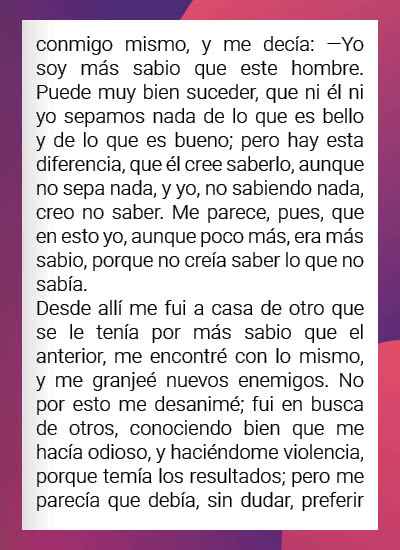 conmigo mismo, y me decía: —Yo
soy más sabio que este hombre.
Puede muy bien suceder, que ni él ni
yo sepamos nada de lo que es bello
y de lo que es bueno; pero hay esta
diferencia, que él cree saberlo, aunque
no sepa nada, y yo, no sabiendo nada,
creo no saber. Me parece, pues, que
en esto yo, aunque poco más, era más
sabio, porque no creía saber lo que no
sabía.
Desde allí me fui a casa de otro que
se le tenía por más sabio que el
anterior, me encontré con lo mismo,
y me granjeé nuevos enemigos. No
por esto me desanimé; fui en busca
de otros, conociendo bien que me
hacía odioso, y haciéndome violencia,
porque temía los resultados; pero me
parecía que debía, sin dudar, preferir